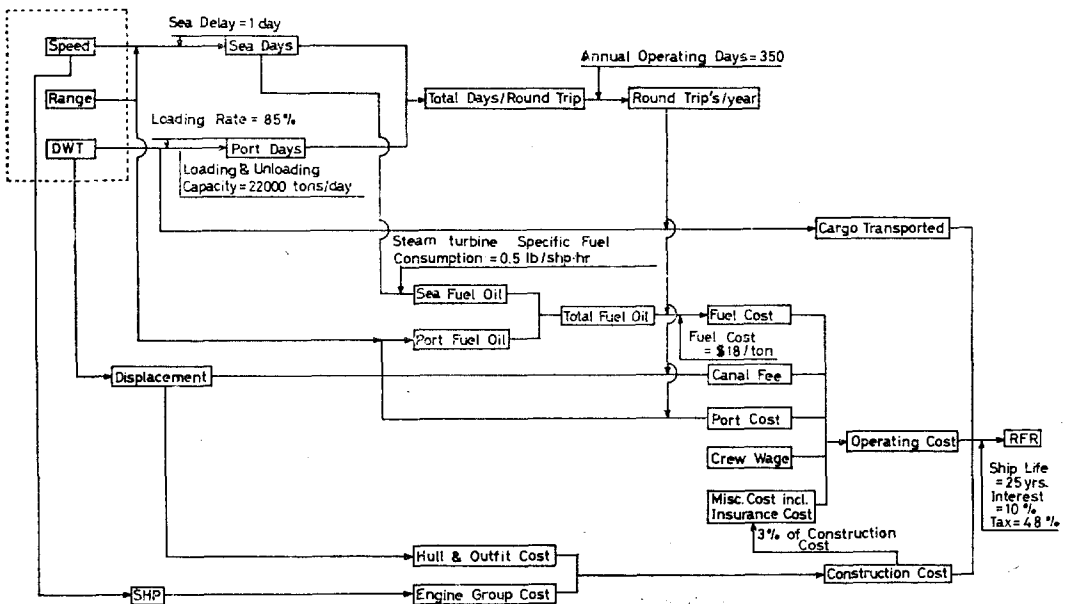 Sea Delay = 1 day
Speed
Sea Days
Annual Operating Days=350
Range
Total Days/Round Trip
Round Trip's/year
Loading Rate = 85%
DWT
Port Days
Loading & Unloading
Capacity=22000 tons/day
Cargo Transported
Steam turbine Specific Fuel
Consumption =0.5 lb/shp·hr
Sea Fuel Oil
Total Fuel Oil
Fuel Cost
Port Fuel Oil
Fuel Cost
= $18/ton
Displacement
Canal Fee
Port Cost
Operating Cost
RFR
Crew Wage
Ship Life
=25yrs.
Interest
=10%
Tax=48%
Misc. Cost incl.
Insurance Cost
3% of Construction
Cost
Hull & Outfit Cost
Construction Cost
SHP
Engine Group Cost